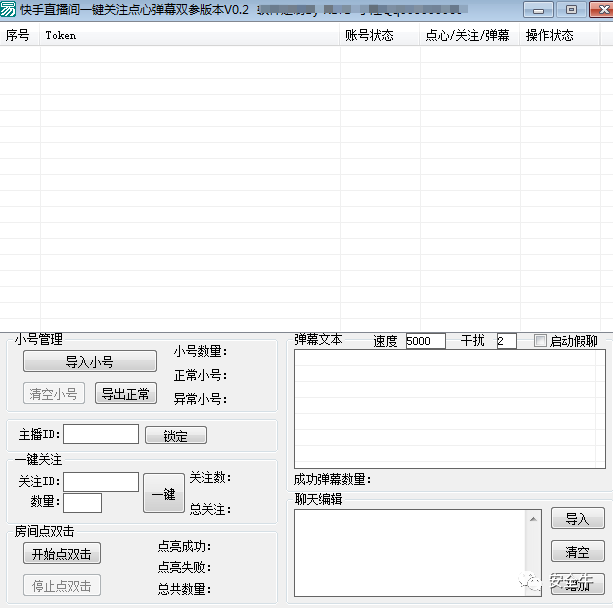 快手直播间一键关注点心弹幕双参版本V0.2
序号 Token 账号状态 点心/关注/弹幕 操作状态
小号管理
导入小号
清空小号 导出正常
小号数量：
正常小号：
异常小号：
主播ID: 锁定
一键关注
关注ID:
数量：
一键
关注数：
总关注：
房间点双击
开始点双击
停止点双击
点亮成功：
点亮失败：
总共数量：
弹幕文本 速度 5000 干扰 2 启动假聊
成功弹幕数量：
聊天编辑
导入
清空
增加
安全牛